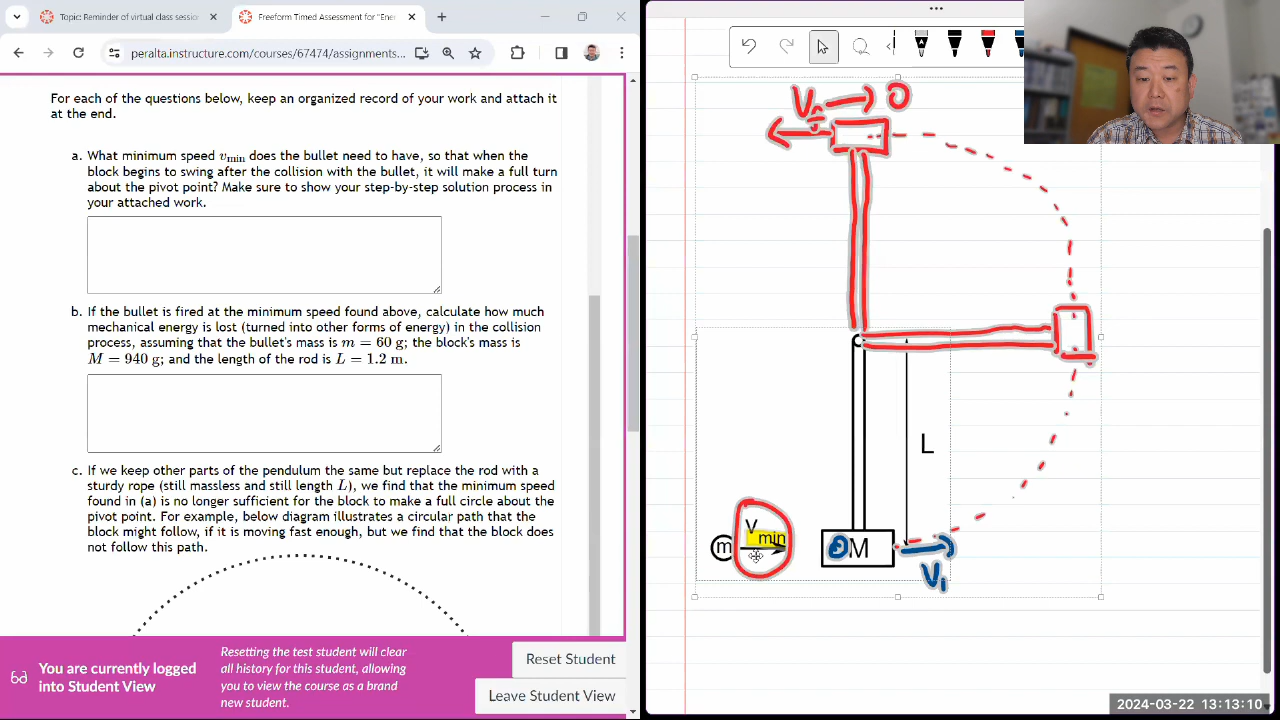 Topic: Reminder of virtual class sessi
Freeform Timed Assessment for "Ener
peralta.instructure.com/courses/67474/assignments...
For each of the questions below, keep an organized record of your work and attach it
at the end.
a. What minimum speed vmin does the bullet need to have, so that when the
block begins to swing after the collision with the bullet, it will make a full turn
about the pivot point? Make sure to show your step-by-step solution process in
your attached work.
b. If the bullet is fired at the minimum speed found above, calculate how much
mechanical energy is lost (turned into other forms of energy) in the collision
process, assuming that the bullet's mass is m = 60 g; the block's mass is
M = 940 g; and the length of the rod is L = 1.2 m.
c. If we keep other parts of the pendulum the same but replace the rod with a
sturdy rope (still massless and still length L), we find that the minimum speed
found in (a) is no longer sufficient for the block to make a full circle about the
pivot point. For example, below diagram illustrates a circular path that the
block might follow, if it is moving fast enough, but we find that the block does
not follow this path.
You are currently logged
into Student View
Resetting the test student will clear
all history for this student, allowing
you to view the course as a brand
new student.
Reset Student
Leave Student View
Vf → 0
L
m
vmin
M
V1
2024-03-22 13:13:10